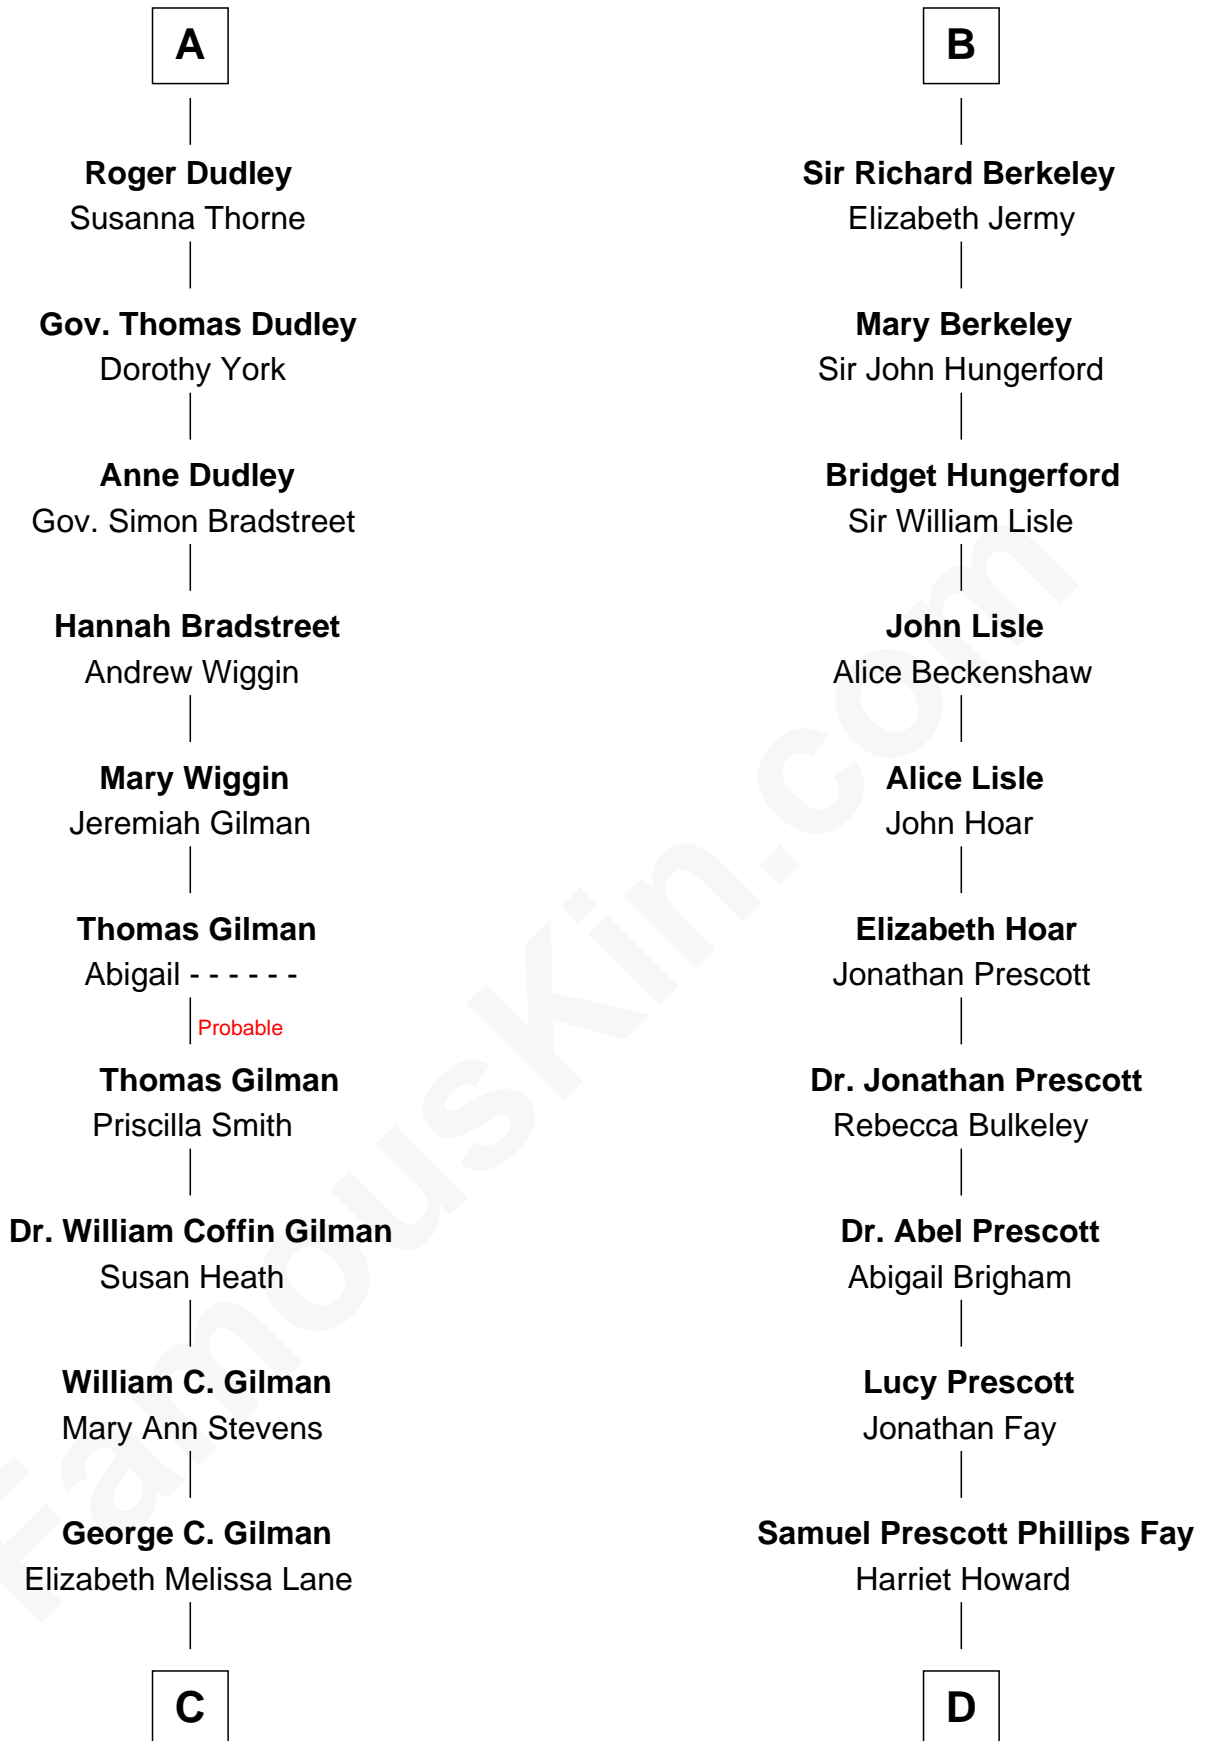 A
Roger Dudley
Susanna Thorne
Gov. Thomas Dudley
Dorothy York
Anne Dudley
Gov. Simon Bradstreet
Hannah Bradstreet
Andrew Wiggin
Mary Wiggin
Jeremiah Gilman
Thomas Gilman
Abigail - - - - - -
Probable
Thomas Gilman
Priscilla Smith
Dr. William Coffin Gilman
Susan Heath
William C. Gilman
Mary Ann Stevens
George C. Gilman
Elizabeth Melissa Lane
C
B
Sir Richard Berkeley
Elizabeth Jermy
Mary Berkeley
Sir John Hungerford
Bridget Hungerford
Sir William Lisle
John Lisle
Alice Beckenshaw
Alice Lisle
John Hoar
Elizabeth Hoar
Jonathan Prescott
Dr. Jonathan Prescott
Rebecca Bulkeley
Dr. Abel Prescott
Abigail Brigham
Lucy Prescott
Jonathan Fay
Samuel Prescott Phillips Fay
Harriet Howard
D
FamousKin.com